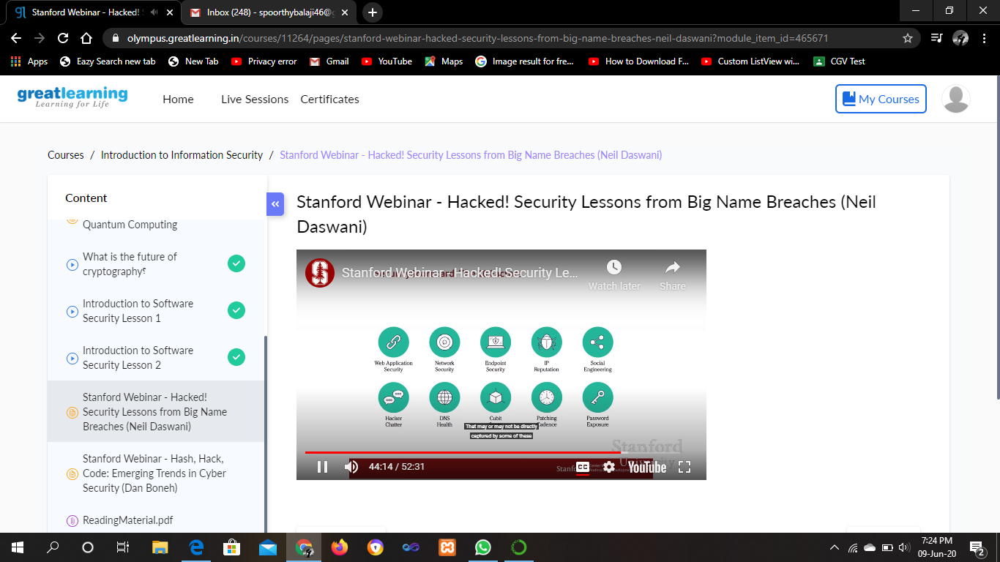 Stanford Webinar - Hacked!
Inbox (248) - spoorthybalaji46@g
olympus.greatlearning.in/courses/11264/pages/stanford-webinar-hacked-security-lessons-from-big-name-breaches-neil-daswani?module_item_id=465671
Apps Eazy Search new tab New Tab Privacy error Gmail YouTube Maps Image result for fre... How to Download F... Custom ListView wi... CGV Test
greatlearning
Learning for Life
Home Live Sessions Certificates My Courses
Courses / Introduction to Information Security / Stanford Webinar - Hacked! Security Lessons from Big Name Breaches (Neil Daswani)
Content
Quantum Computing
What is the future of
cryptography?
Introduction to Software
Security Lesson 1
Introduction to Software
Security Lesson 2
Stanford Webinar - Hacked!
Security Lessons from Big Name
Breaches (Neil Daswani)
Stanford Webinar - Hash, Hack,
Code: Emerging Trends in Cyber
Security (Dan Boneh)
ReadingMaterial.pdf
Stanford Webinar - Hacked! Security Lessons from Big Name Breaches (Neil
Daswani)
Stanford Webinar - Hacked! Security Le...
Watch later Share
Web Application
Security
Network
Security
Endpoint
Security
IP
Reputation
Social
Engineering
Hacker
Chatter
DNS
Health
Cubit
Patching
Cadence
Password
Exposure
That may or may not be directly
captured by some of these
Stanford
University
44:14 / 52:31
CC
YouTube
7:24 PM
09-Jun-20
2